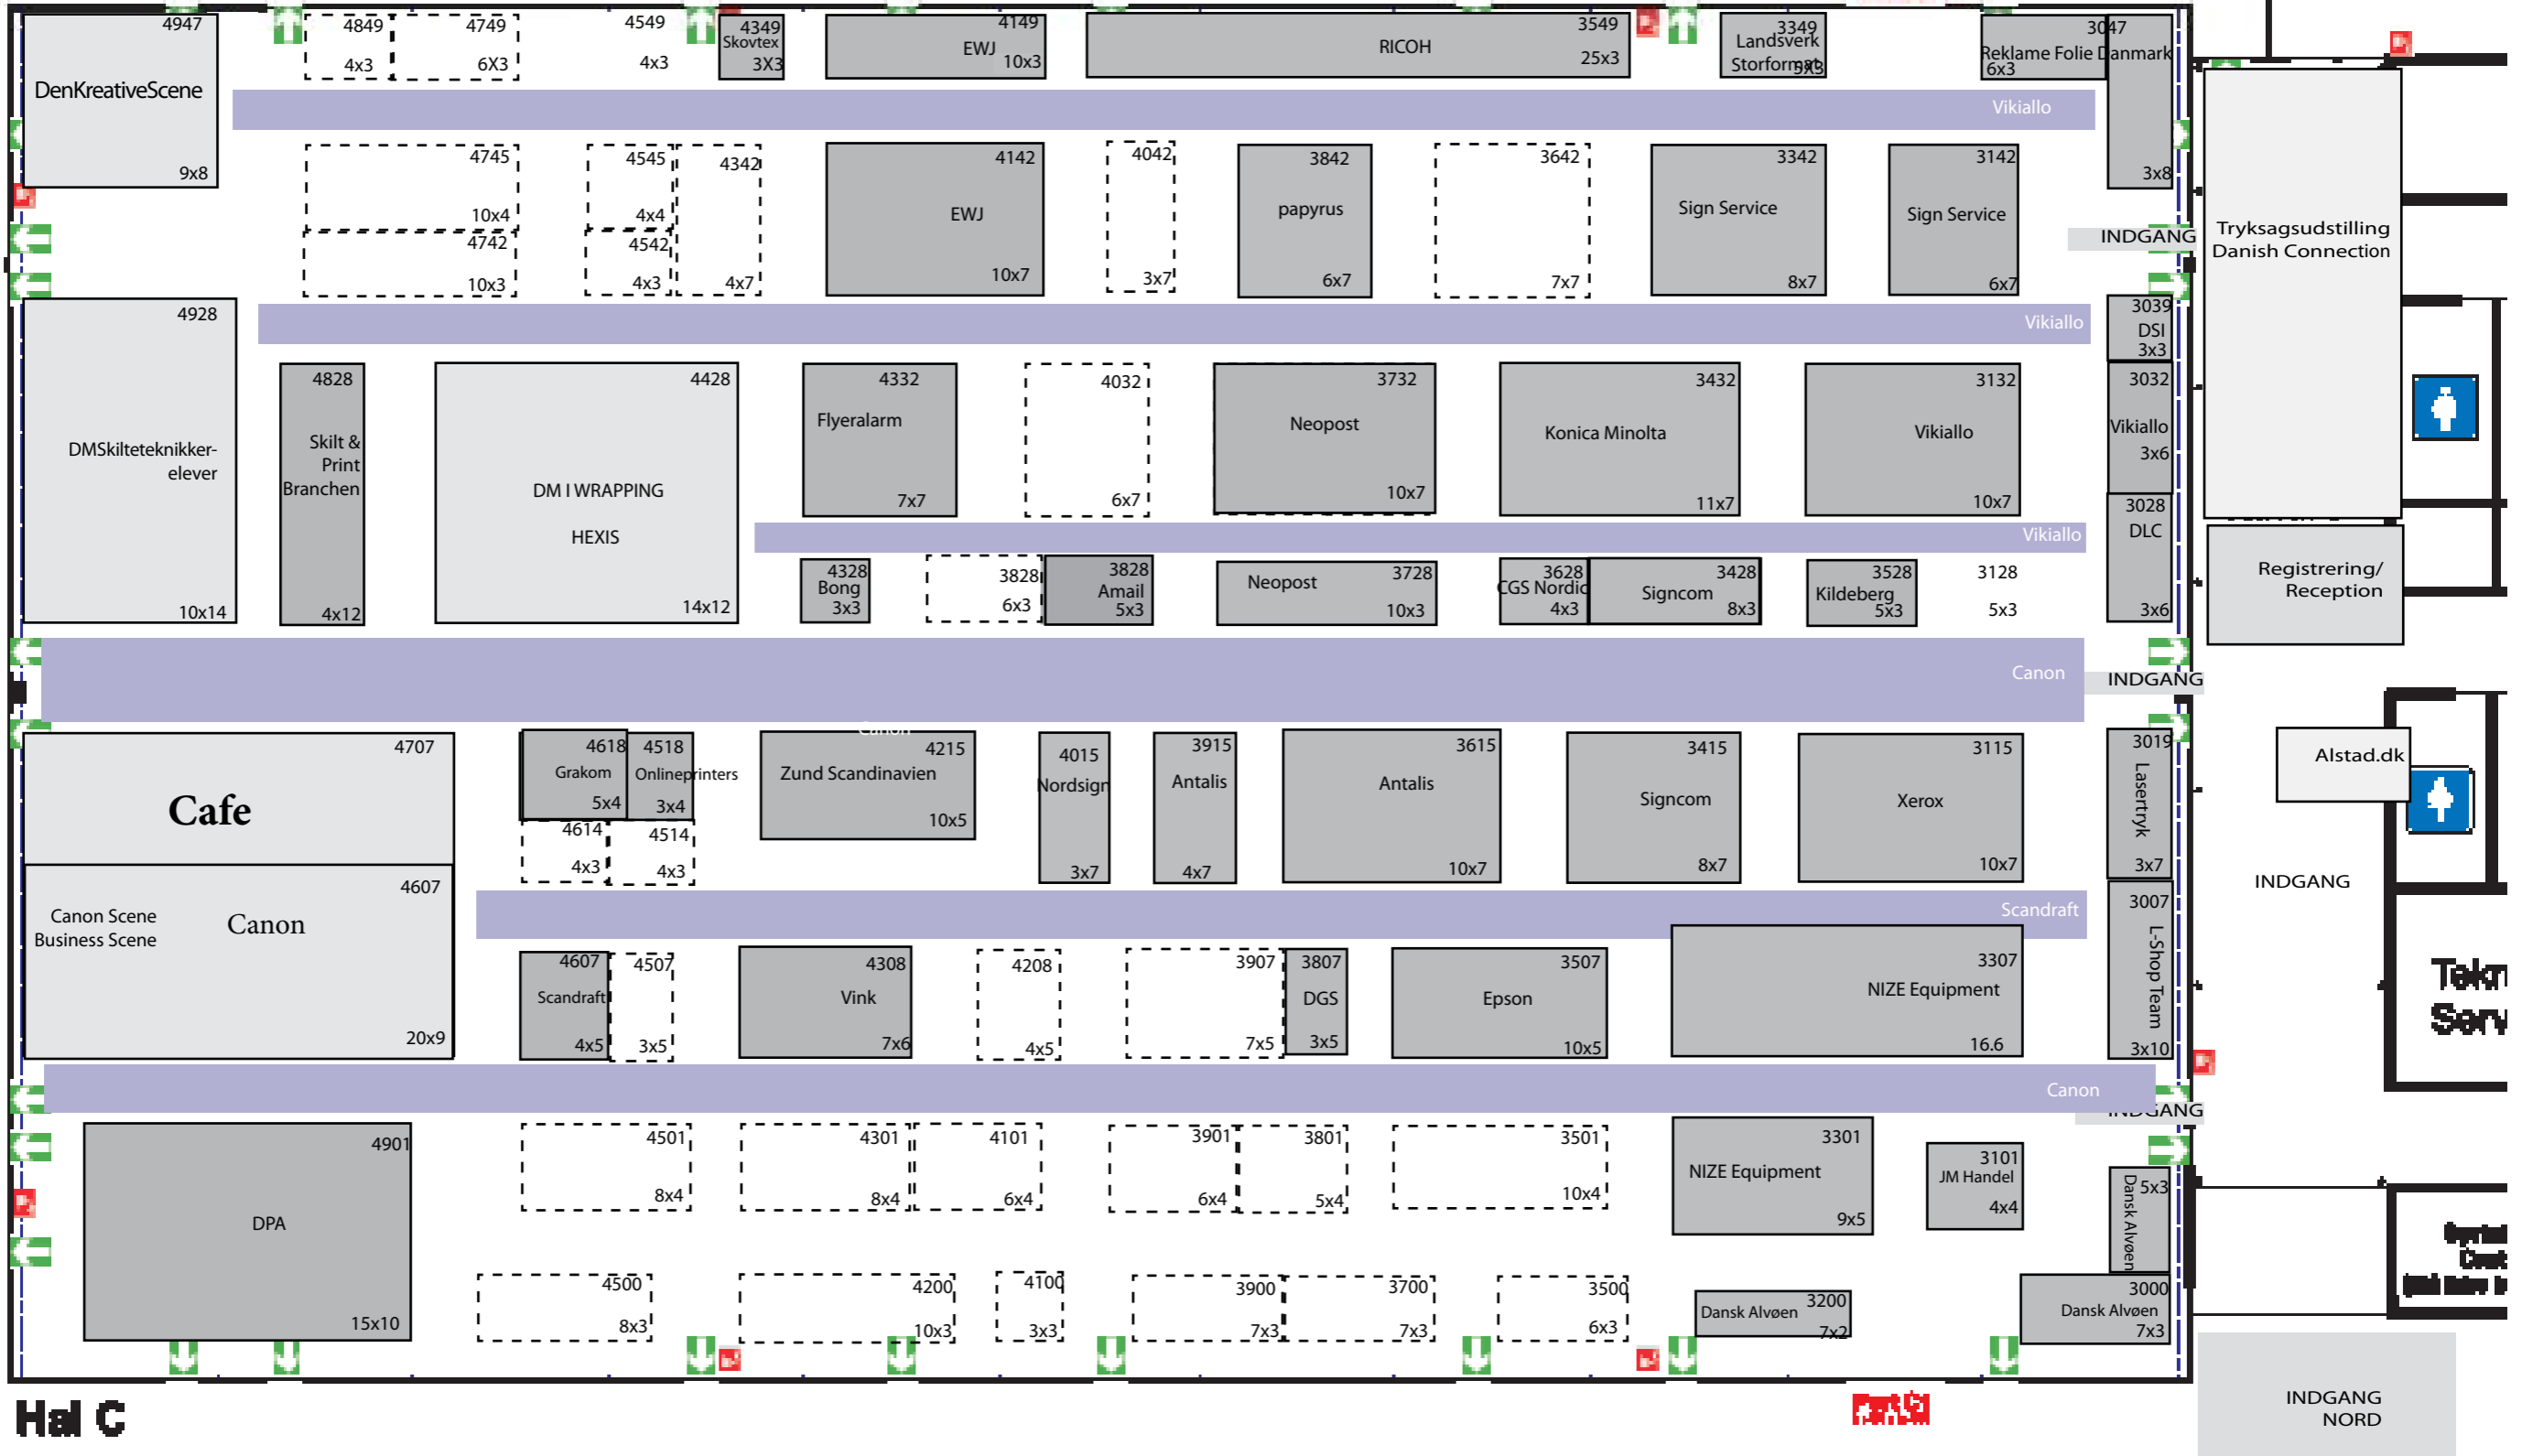 4947
DenKreativeScene
9x8
4849
4x3
4749
6X3
4549
4x3
4349
Skovtex
3X3
4149
EWJ
10x3
3549
RICOH
25x3
3349
Landsverk
Storformat
5x3
3047
Reklame Folie Danmark
6x3
3x8
Vikiallo
4745
10x4
4742
10x3
4545
4x4
4542
4x3
4342
4x7
4142
EWJ
10x7
4042
3x7
3842
papyrus
6x7
3642
7x7
3342
Sign Service
8x7
3142
Sign Service
6x7
INDGANG
Tryksagsudstilling
Danish Connection
Vikiallo
4928
DMSkilteteknikker-
elever
10x14
4828
Skilt &
Print
Branchen
4x12
4428
DM I WRAPPING
HEXIS
14x12
4332
Flyeralarm
7x7
4032
6x7
3732
Neopost
10x7
3432
Konica Minolta
11x7
3132
Vikiallo
10x7
3039
DSI
3x3
3032
Vikiallo
3x6
3028
DLC
3x6
Vikiallo
4328
Bong
3x3
3828
6x3
3828
Amail
5x3
3728
Neopost
10x3
3628
CGS Nordic
4x3
3428
Signcom
8x3
3528
Kildeberg
5x3
3128
5x3
Registrering/
Reception
Canon
INDGANG
Canon
4707
Cafe
4618
Grakom
5x4
4518
Onlineprinters
3x4
4614
4x3
4514
4x3
4215
Zund Scandinavien
10x5
4015
Nordsign
3x7
3915
Antalis
4x7
3615
Antalis
10x7
3415
Signcom
8x7
3115
Xerox
10x7
3019
Lasertryk
3x7
Alstad.dk
INDGANG
4607
Canon Scene
Business Scene
Canon
20x9
Scandraft
4607
Scandraft
4x5
4507
3x5
4308
Vink
7x6
4208
4x5
3907
7x5
3807
DGS
3x5
3507
Epson
10x5
3307
NIZE Equipment
16.6
3007
L-Shop Team
3x10
Canon
INDGANG
4901
DPA
15x10
4501
8x4
4301
8x4
4101
6x4
3901
6x4
3801
5x4
3501
10x4
3301
NIZE Equipment
9x5
3101
JM Handel
4x4
5x3
Dansk Alvøen
4500
8x3
4200
10x3
4100
3x3
3900
7x3
3700
7x3
3500
6x3
3200
Dansk Alvøen
7x2
3000
Dansk Alvøen
7x3
Hal C
INDGANG
NORD